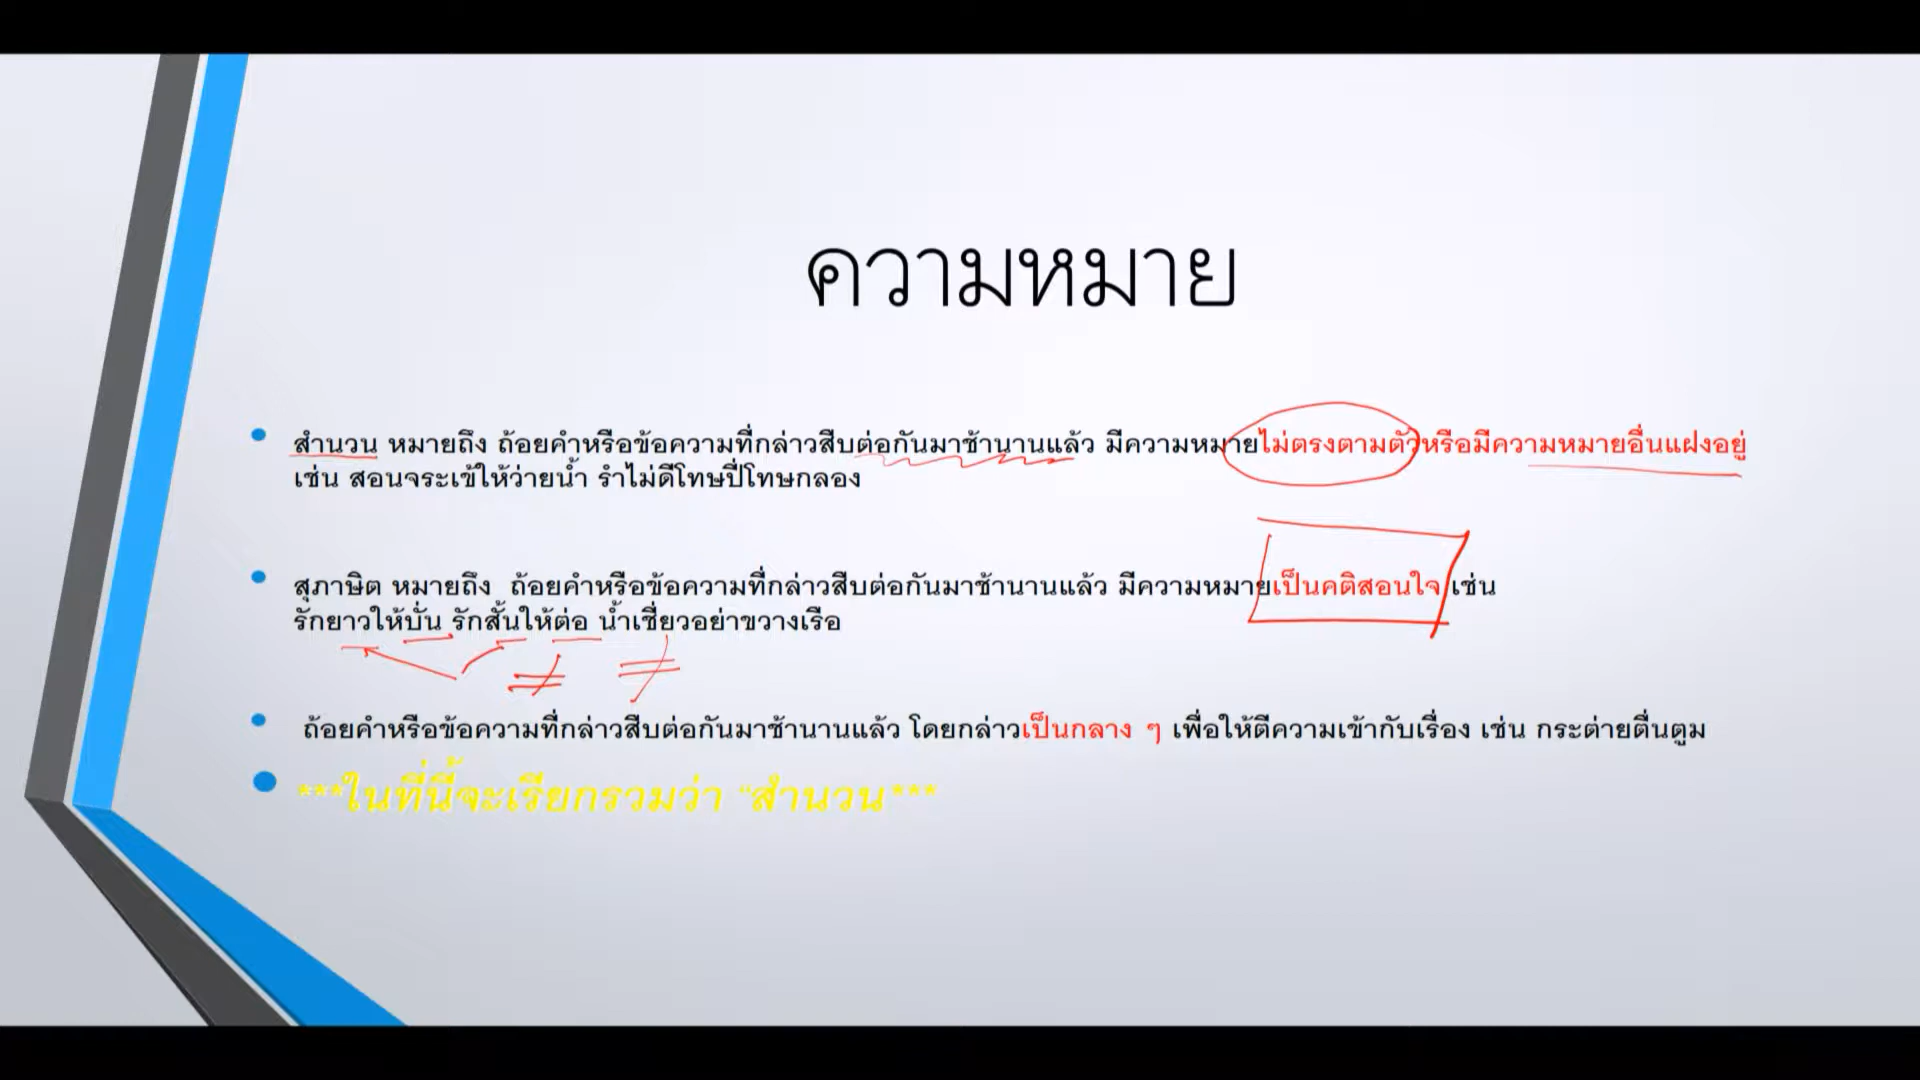 ความหมาย
สำนวน หมายถึง ถ้อยคำหรือข้อความที่กล่าวสืบต่อกันมาช้านานแล้ว มีความหมายไม่ตรงตามตัวหรือมีความหมายอื่นแฝงอยู่
เช่น สอนจระเข้ให้ว่ายน้ำ รำไม่ดีโทษปี่โทษกลอง
สุภาษิต หมายถึง ถ้อยคำหรือข้อความที่กล่าวสืบต่อกันมาช้านานแล้ว มีความหมายเป็นคติสอนใจ เช่น
รักยาวให้บั่น รักสั้นให้ต่อ น้ำเชี่ยวอย่าขวางเรือ
≠ ≠
ถ้อยคำหรือข้อความที่กล่าวสืบต่อกันมาช้านานแล้ว โดยกล่าวเป็นกลาง ๆ เพื่อให้ตีความเข้ากับเรื่อง เช่น กระต่ายตื่นตูม
***ในที่นี้จะเรียกรวมว่า "สำนวน***